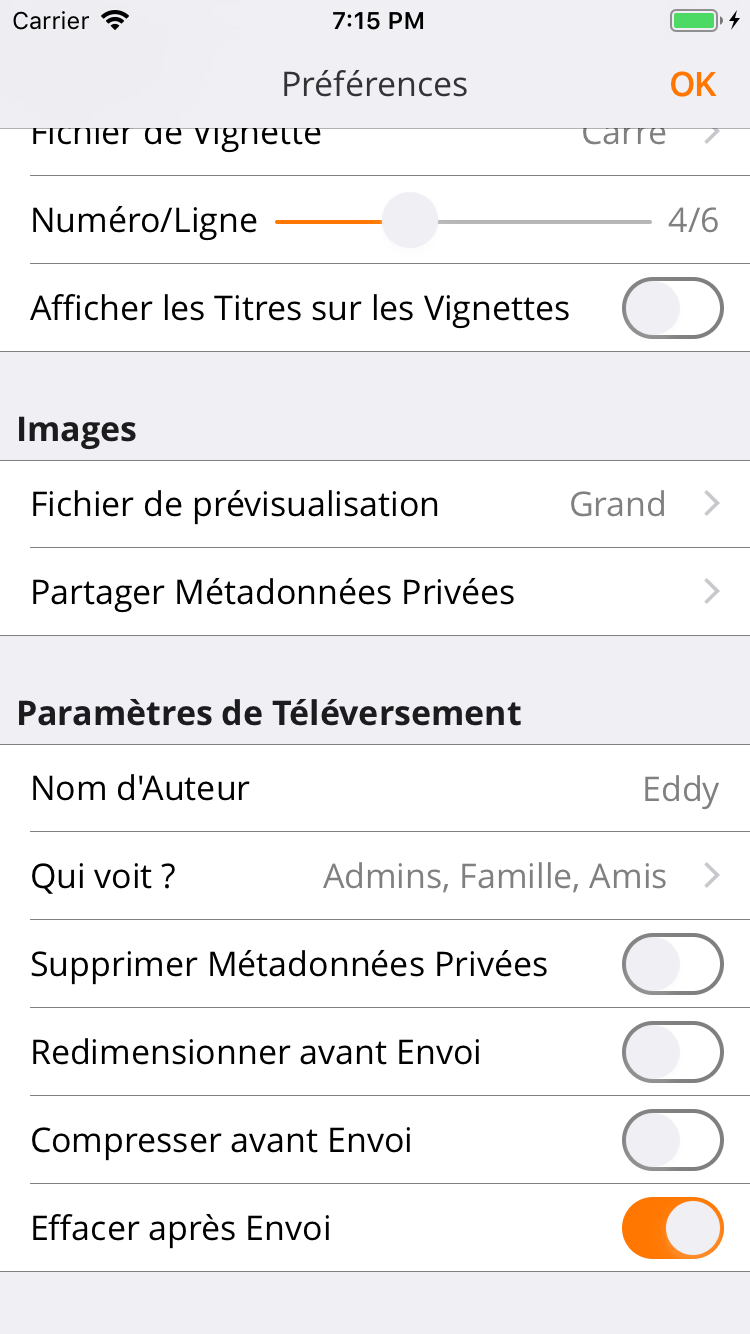 Carrier 7:15 PM
Préférences OK
Fichier de Vignette Carré
Numéro/Ligne 4/6
Afficher les Titres sur les Vignettes
Images
Fichier de prévisualisation Grand
Partager Métadonnées Privées
Paramètres de Téléversement
Nom d'Auteur Eddy
Qui voit ? Admins, Famille, Amis
Supprimer Métadonnées Privées
Redimensionner avant Envoi
Compresser avant Envoi
Effacer après Envoi